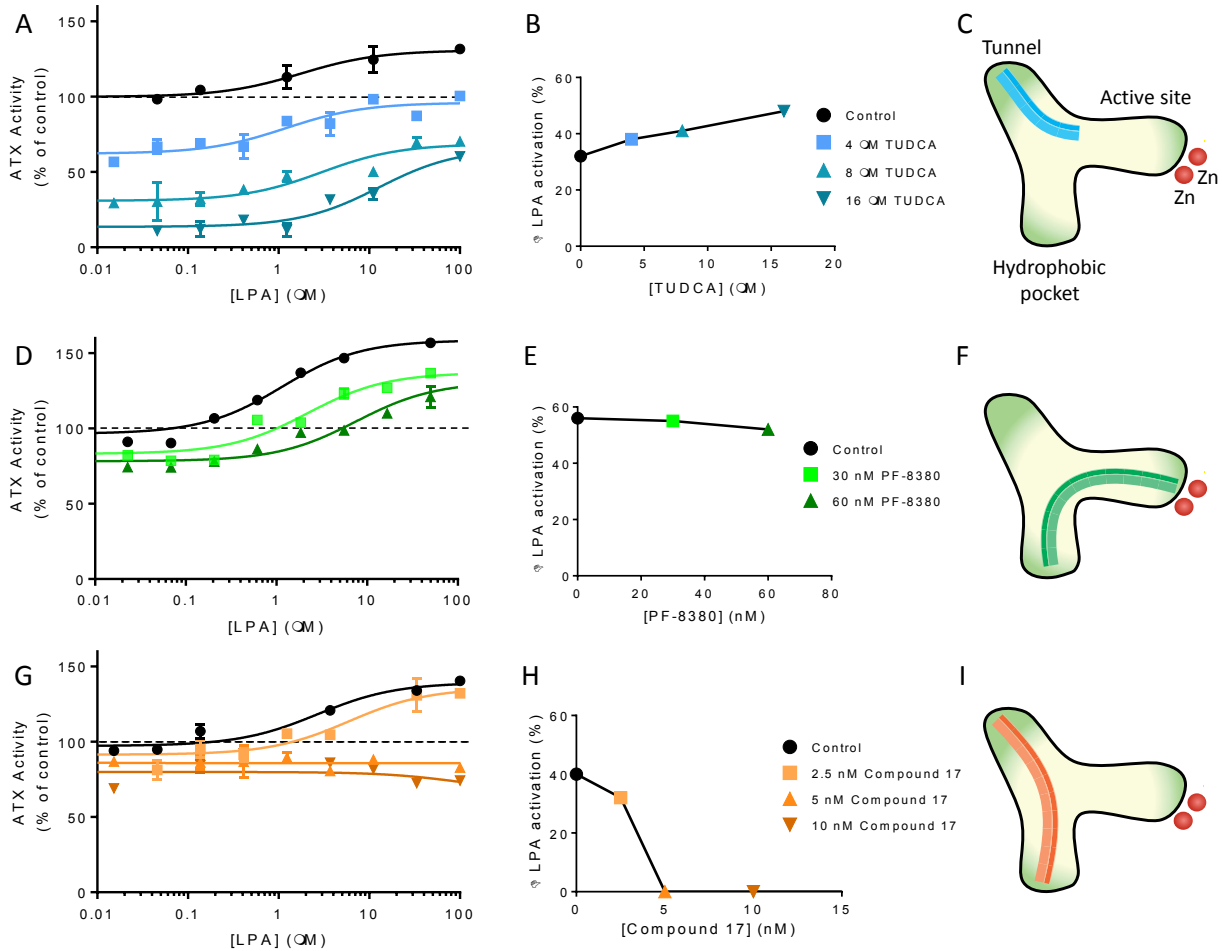 A
ATX Activity
(% of control)
150
100
50
0
0.01
0.1
1
10
100
[LPA] (❍M)
B
LPA activation (%)
60
40
20
0
0
5
10
15
20
[TUDCA] (❍M)
Control
4 ❍M TUDCA
8 ❍M TUDCA
16 ❍M TUDCA
C
Tunnel
Active site
Zn
Zn
Hydrophobic
pocket
D
ATX Activity
(% of control)
150
100
50
0
0.01
0.1
1
10
100
[LPA] (❍M)
E
LPA activation (%)
60
40
20
0
0
20
40
60
80
[PF-8380] (nM)
Control
30 nM PF-8380
60 nM PF-8380
F
G
ATX Activity
(% of control)
150
100
50
0
0.01
0.1
1
10
100
[LPA] (❍M)
H
LPA activation (%)
60
40
20
0
0
5
10
15
[Compound 17] (nM)
Control
2.5 nM Compound 17
5 nM Compound 17
10 nM Compound 17
I